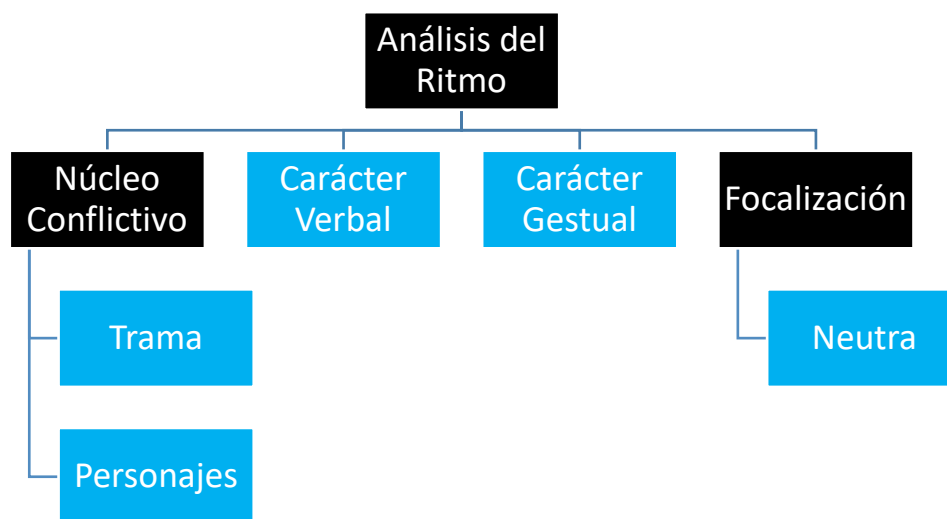 Análisis del
Ritmo
Núcleo
Conflictivo
Carácter
Verbal
Carácter
Gestual
Focalización
Trama
Neutra
Personajes